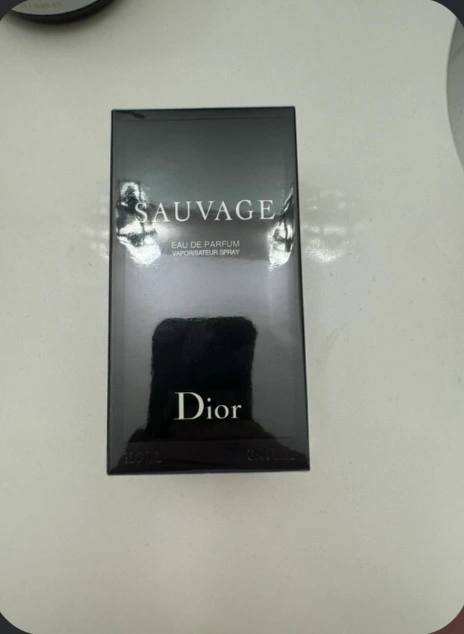 SAUVAGE
EAU DE PARFUM
VAPORISATEUR SPRAY
Dior